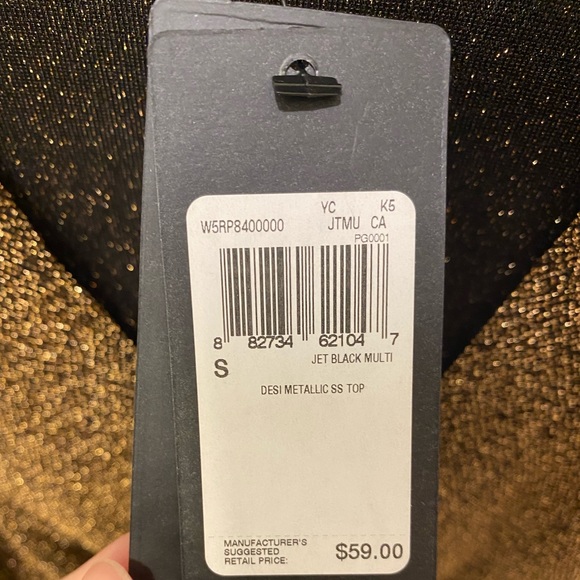 YC K5
W5RP8400000 JTMU CA
PG0001
8 82734 62104 7
S JET BLACK MULTI
DESI METALLIC SS TOP
MANUFACTURER'S
SUGGESTED
RETAIL PRICE: $59.00